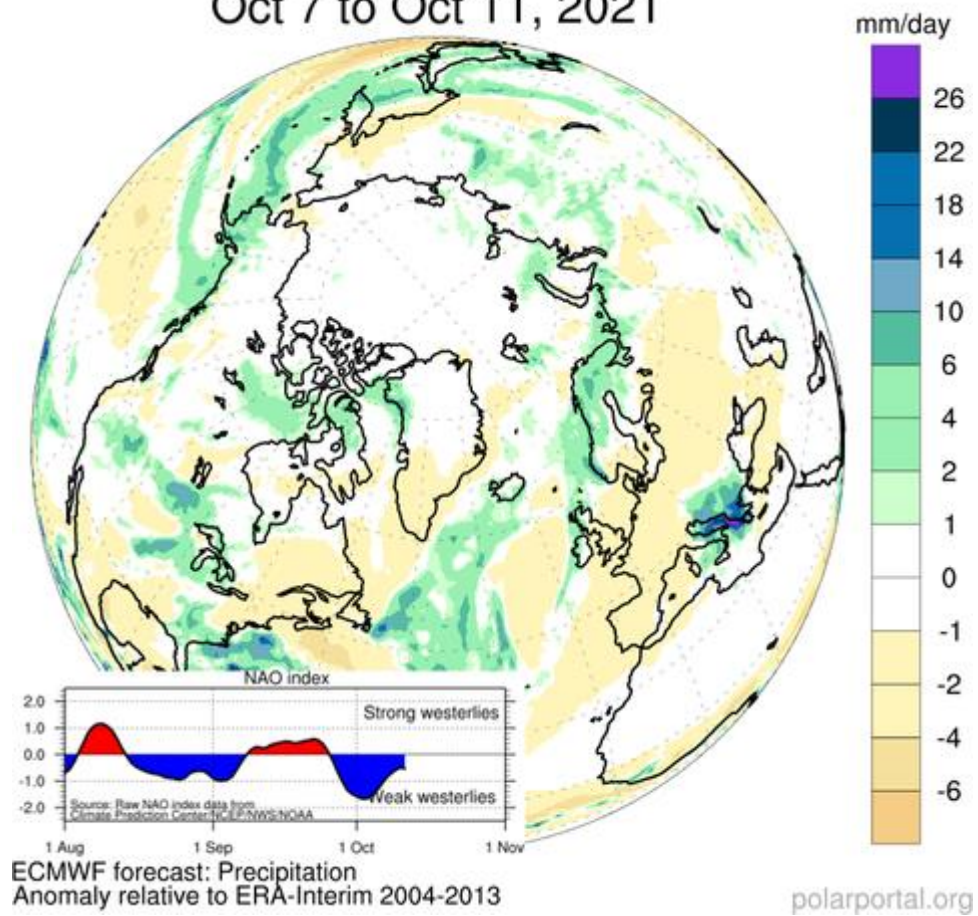 Oct 7 to Oct 11, 2021
mm/day
26
22
18
14
10
6
4
2
1
0
-1
-2
-4
-6
NAO index
2.0
1.0
0.0
-1.0
-2.0
Strong westerlies
Weak westerlies
Source: Raw NAO index data from
Climate Prediction Center/NCEP/NWS/NOAA
1 Aug 1 Sep 1 Oct 1 Nov
ECMWF forecast: Precipitation
Anomaly relative to ERA-Interim 2004-2013
polarportal.org